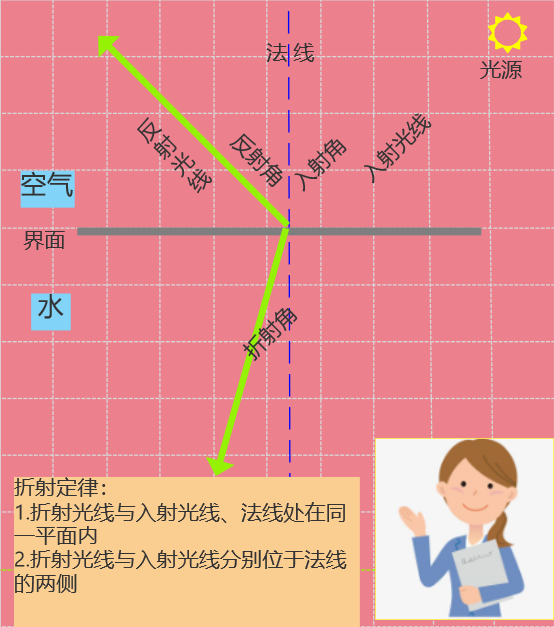 法线
光源
反射光线
反射角
入射角
入射光线
空气
界面
水
折射角
折射定律：
1.折射光线与入射光线、法线处在同
一平面内
2.折射光线与入射光线分别位于法线
的两侧